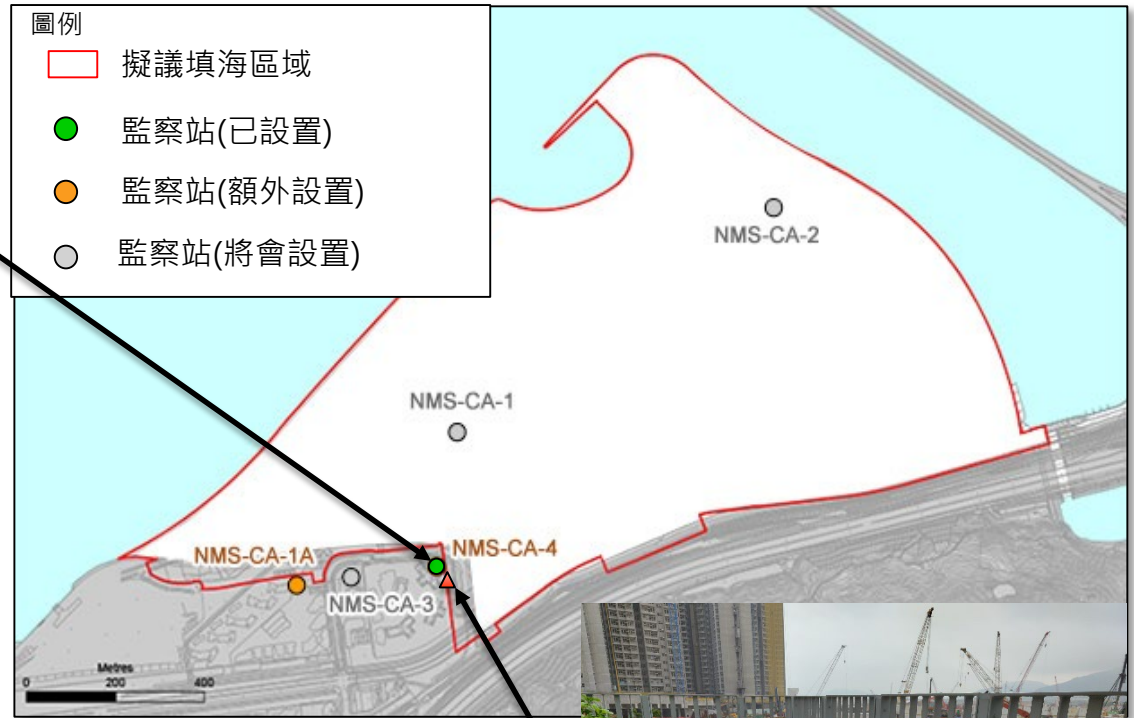 圖例
擬議填海區域
監察站(已設置)
監察站(額外設置)
監察站(將會設置)
NMS-CA-2
NMS-CA-1
NMS-CA-1A
NMS-CA-4
NMS-CA-3
Metres
0 200 400